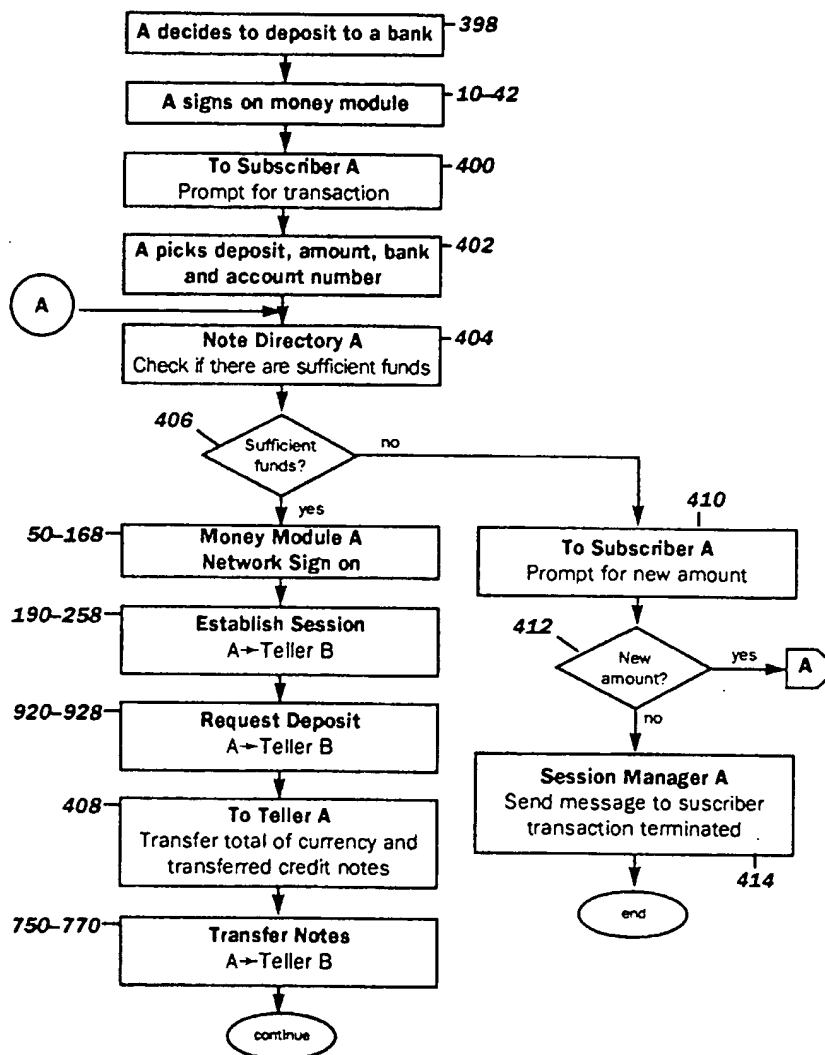 A decides to deposit to a bank
398
A signs on money module
10–42
To Subscriber A
Prompt for transaction
400
A picks deposit, amount, bank
and account number
402
A
Note Directory A
Check if there are sufficient funds
404
406
Sufficient
funds?
no
yes
50–168
Money Module A
Network Sign on
190–258
Establish Session
A→Teller B
920–928
Request Deposit
A→Teller B
408
To Teller A
Transfer total of currency and
transferred credit notes
750–770
Transfer Notes
A→Teller B
continue
410
To Subscriber A
Prompt for new amount
412
New
amount?
yes
A
no
Session Manager A
Send message to suscriber
transaction terminated
414
end